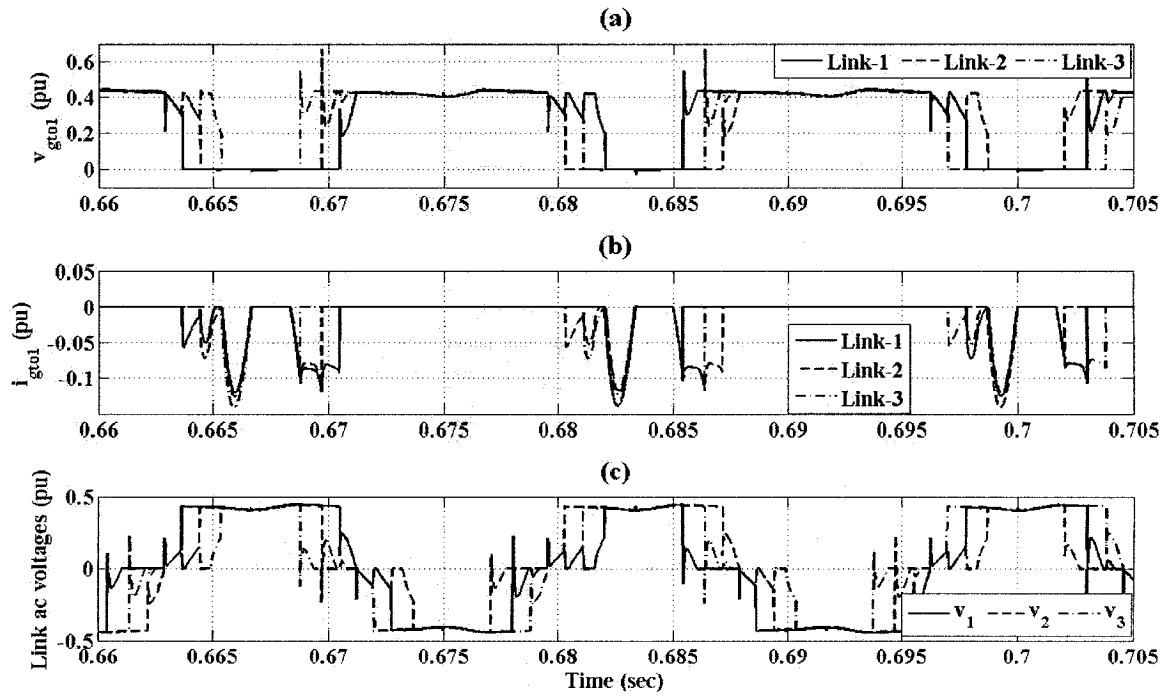 (a)
v_gto1 (pu)
0.6
0.4
0.2
0
Link-1 Link-2 Link-3
0.66 0.665 0.67 0.675 0.68 0.685 0.69 0.695 0.7 0.705
(b)
i_gto1 (pu)
0.05
0
-0.05
-0.1
Link-1
Link-2
Link-3
0.66 0.665 0.67 0.675 0.68 0.685 0.69 0.695 0.7 0.705
(c)
Link ac voltages (pu)
0.5
0
-0.5
v_1 v_2 v_3
0.66 0.665 0.67 0.675 0.68 0.685 0.69 0.695 0.7 0.705
Time (sec)